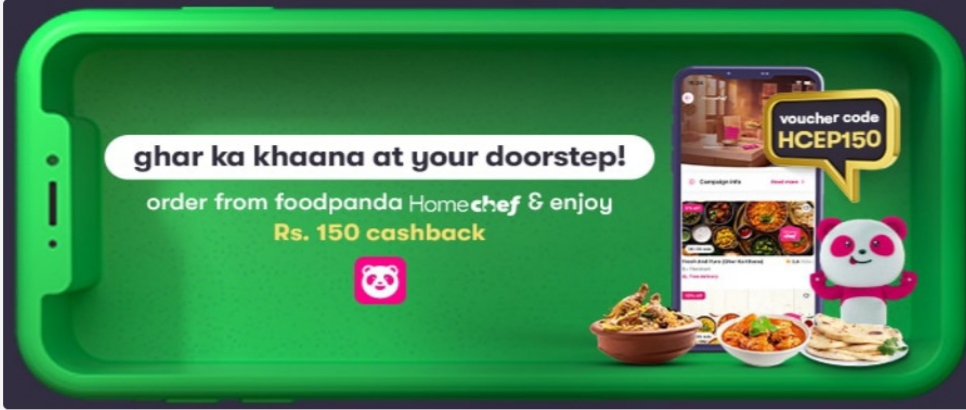 ghar ka khaana at your doorstep!
order from foodpanda Homechef & enjoy
Rs. 150 cashback
voucher code
HCEP150
Campaign info
Read more